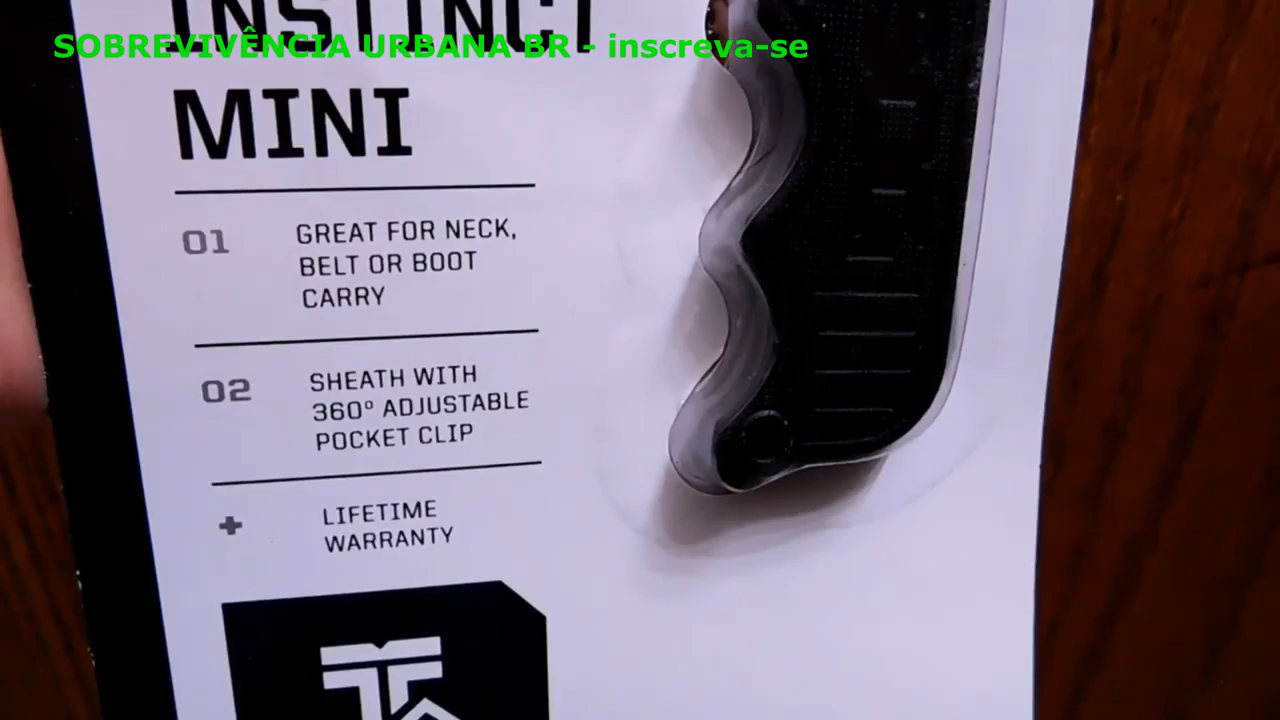 INSTINCT
SOBREVIVÊNCIA URBANA BR - inscreva-se
MINI
01 GREAT FOR NECK,
BELT OR BOOT
CARRY
02 SHEATH WITH
360° ADJUSTABLE
POCKET CLIP
+ LIFETIME
WARRANTY